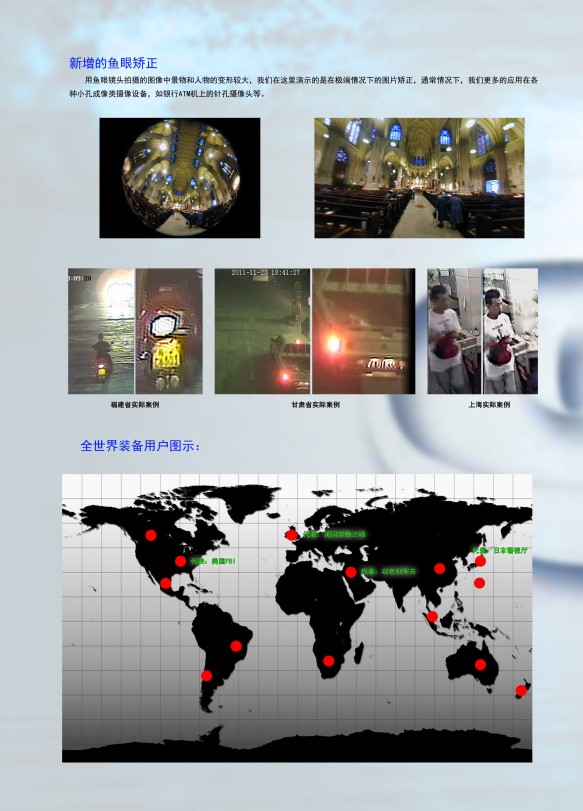 新增的鱼眼矫正
用鱼眼镜头拍摄的图像中景物和人物的变形较大，我们在这里演示的是在极端情况下的图片矫正，通常情况下，我们更多的应用在各
种小孔成像类摄像设备，如银行ATM机上的针孔摄像头等。
:09:20
2011-11-23 18:41:27
福建省实际案例
甘肃省实际案例
上海实际案例
全世界装备用户图示：
代表：英国苏格兰场
代表：日本警视厅
代表：美国FBI
代表：以色列军方